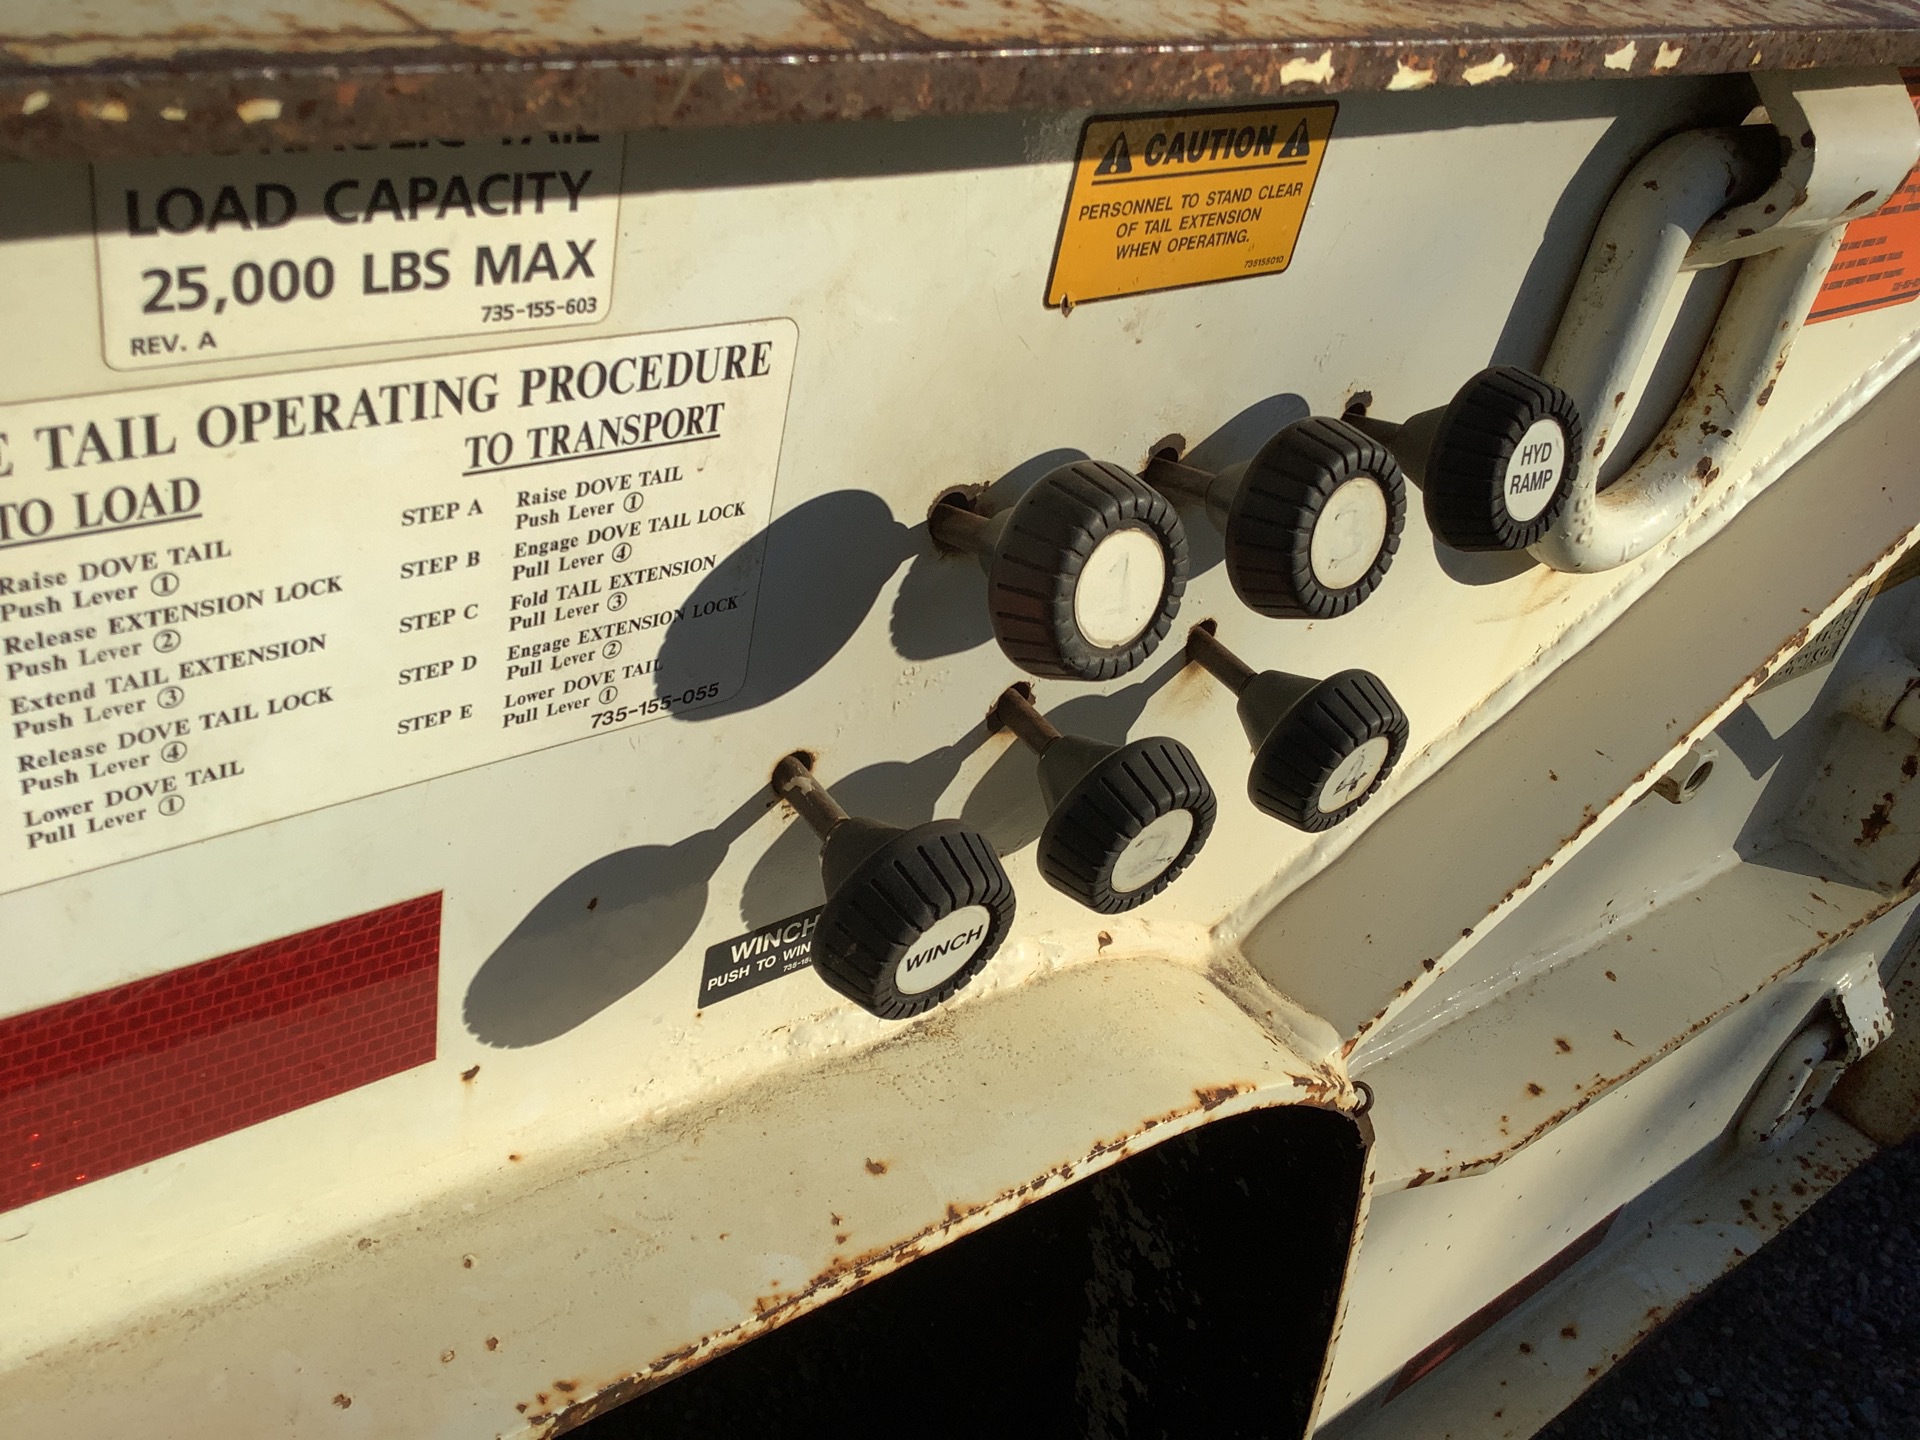 LOAD CAPACITY
25,000 LBS MAX
735-155-603
REV. A
TAIL OPERATING PROCEDURE
TO LOAD
Raise DOVE TAIL
Push Lever ①
Release EXTENSION LOCK
Push Lever ②
Extend TAIL EXTENSION
Push Lever ③
Release DOVE TAIL LOCK
Push Lever ④
Lower DOVE TAIL
Pull Lever ①
TO TRANSPORT
STEP A Raise DOVE TAIL
Push Lever ①
STEP B Engage DOVE TAIL LOCK
Pull Lever ④
STEP C Fold TAIL EXTENSION
Pull Lever ③
STEP D Engage EXTENSION LOCK
Pull Lever ②
STEP E Lower DOVE TAIL
Pull Lever ①
735-155-055
CAUTION
PERSONNEL TO STAND CLEAR
OF TAIL EXTENSION
WHEN OPERATING.
735155010
1
3
HYD
RAMP
WINCH
PUSH TO WIN
WINCH
2
4